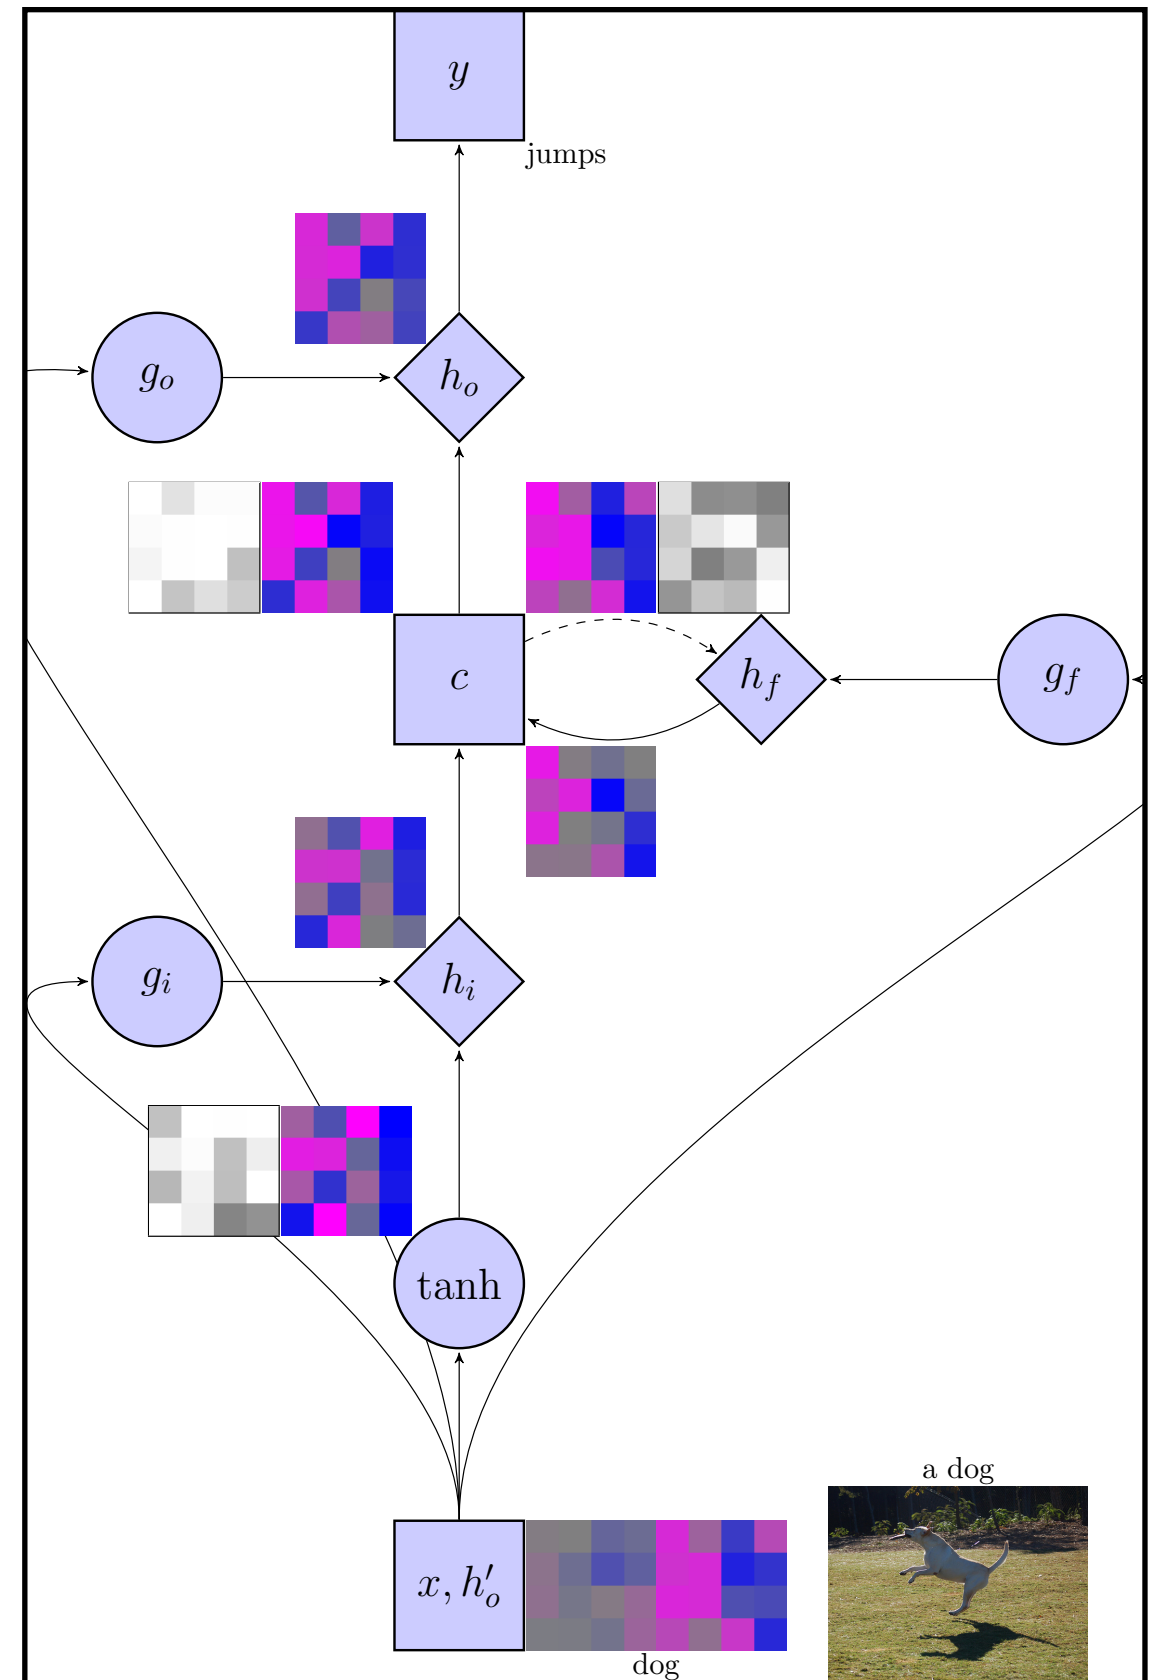 y
jumps
g_o
h_o
c
h_f
g_f
g_i
h_i
tanh
a dog
x, h'_o
dog